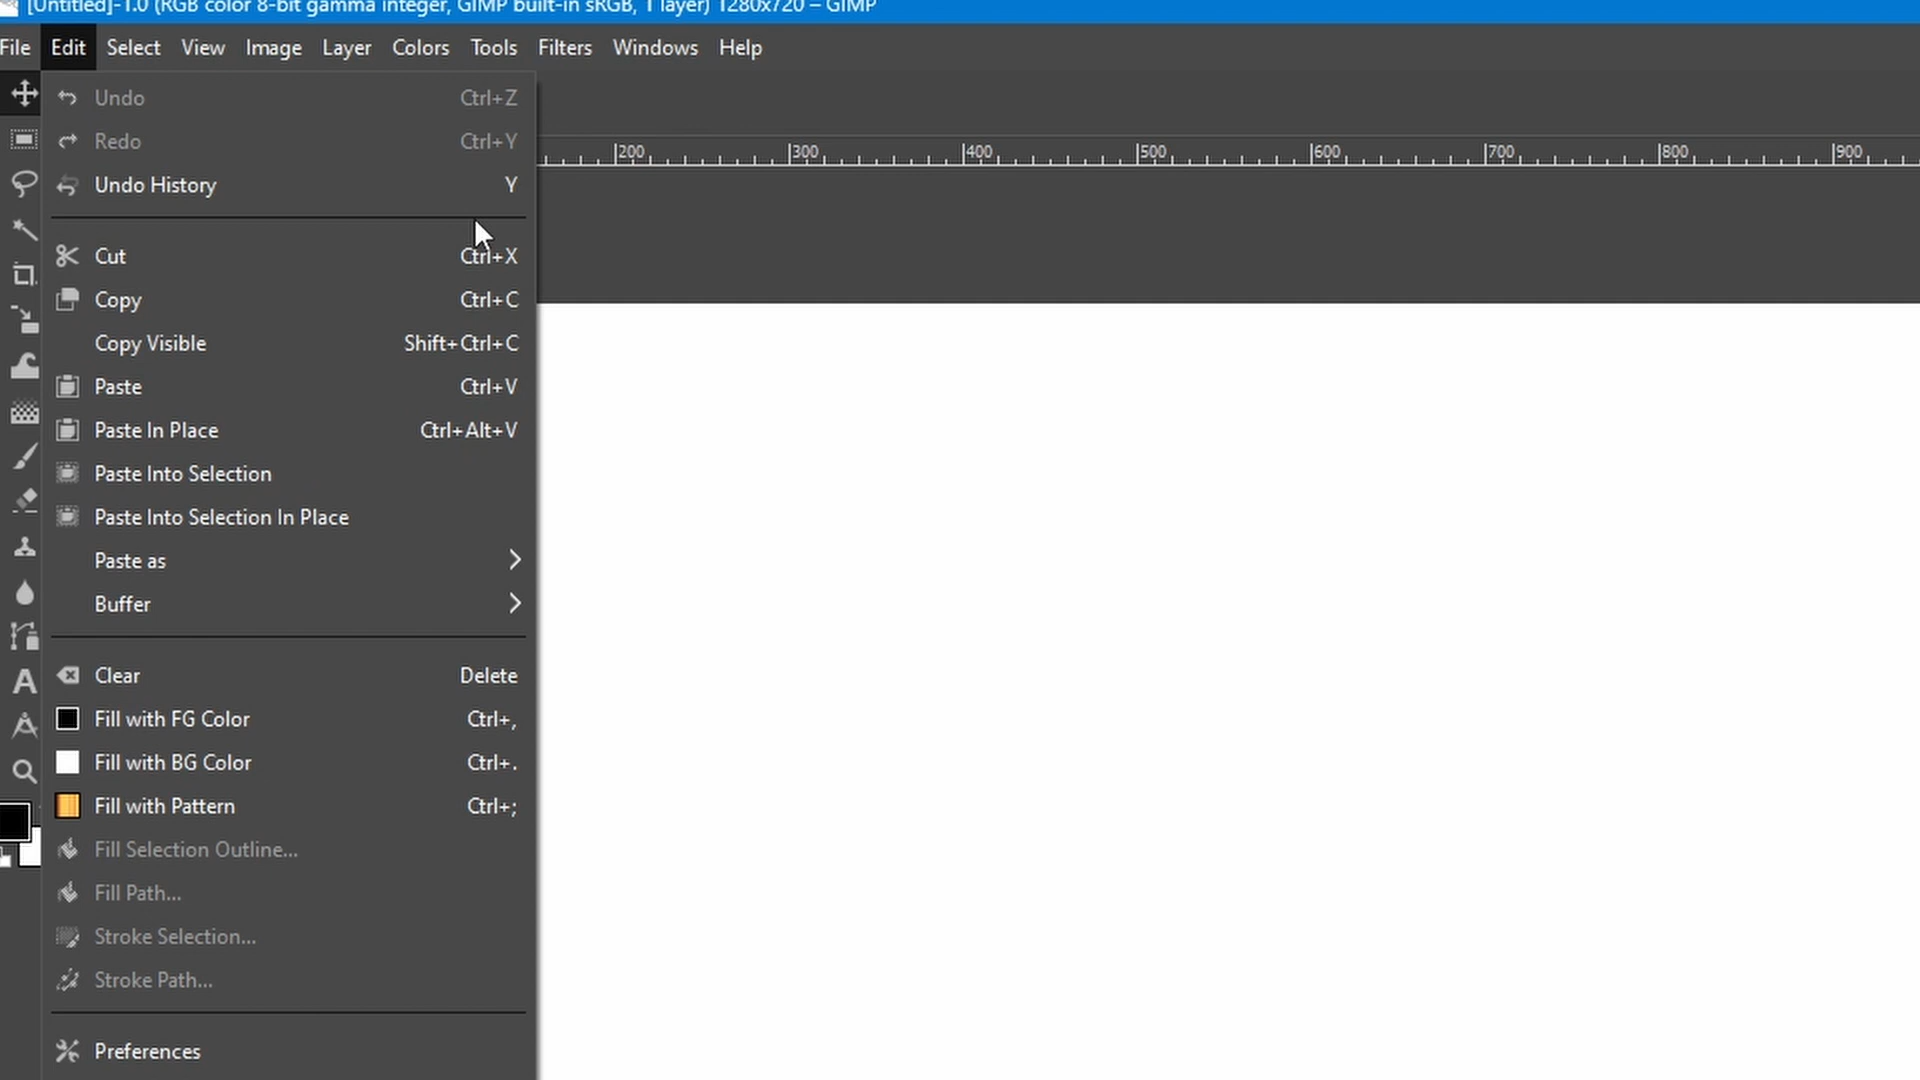 [Untitled]-1.0 (RGB color 8-bit gamma integer, GIMP built-in sRGB, 1 layer) 1280x720 – GIMP
File Edit Select View Image Layer Colors Tools Filters Windows Help
Undo Ctrl+Z
Redo Ctrl+Y
200 300 400 500 600 700 800 900
Undo History Y
Cut Ctrl+X
Copy Ctrl+C
Copy Visible Shift+Ctrl+C
Paste Ctrl+V
Paste In Place Ctrl+Alt+V
Paste Into Selection
Paste Into Selection In Place
Paste as
Buffer
Clear Delete
Fill with FG Color Ctrl+,
Fill with BG Color Ctrl+.
Fill with Pattern Ctrl+;
Fill Selection Outline...
Fill Path...
Stroke Selection...
Stroke Path...
Preferences